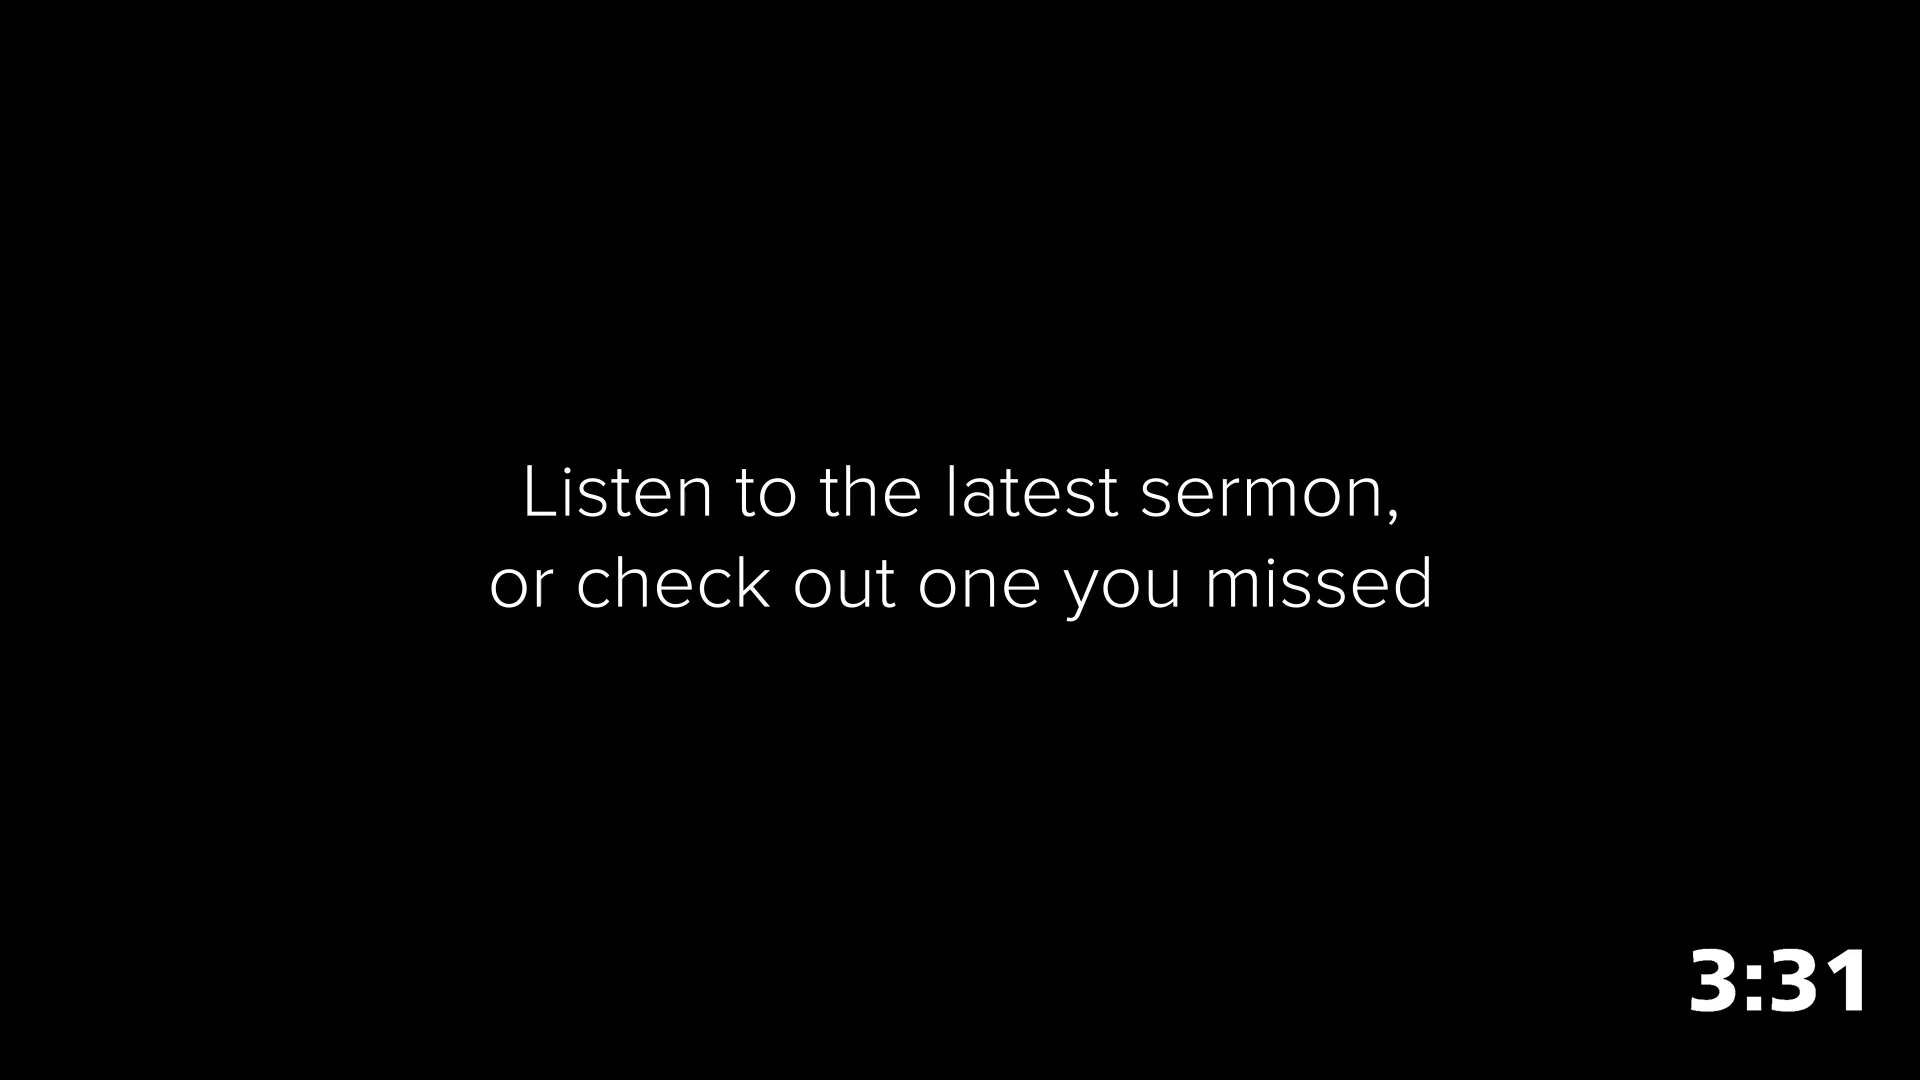 Listen to the latest sermon,
or check out one you missed
3:31